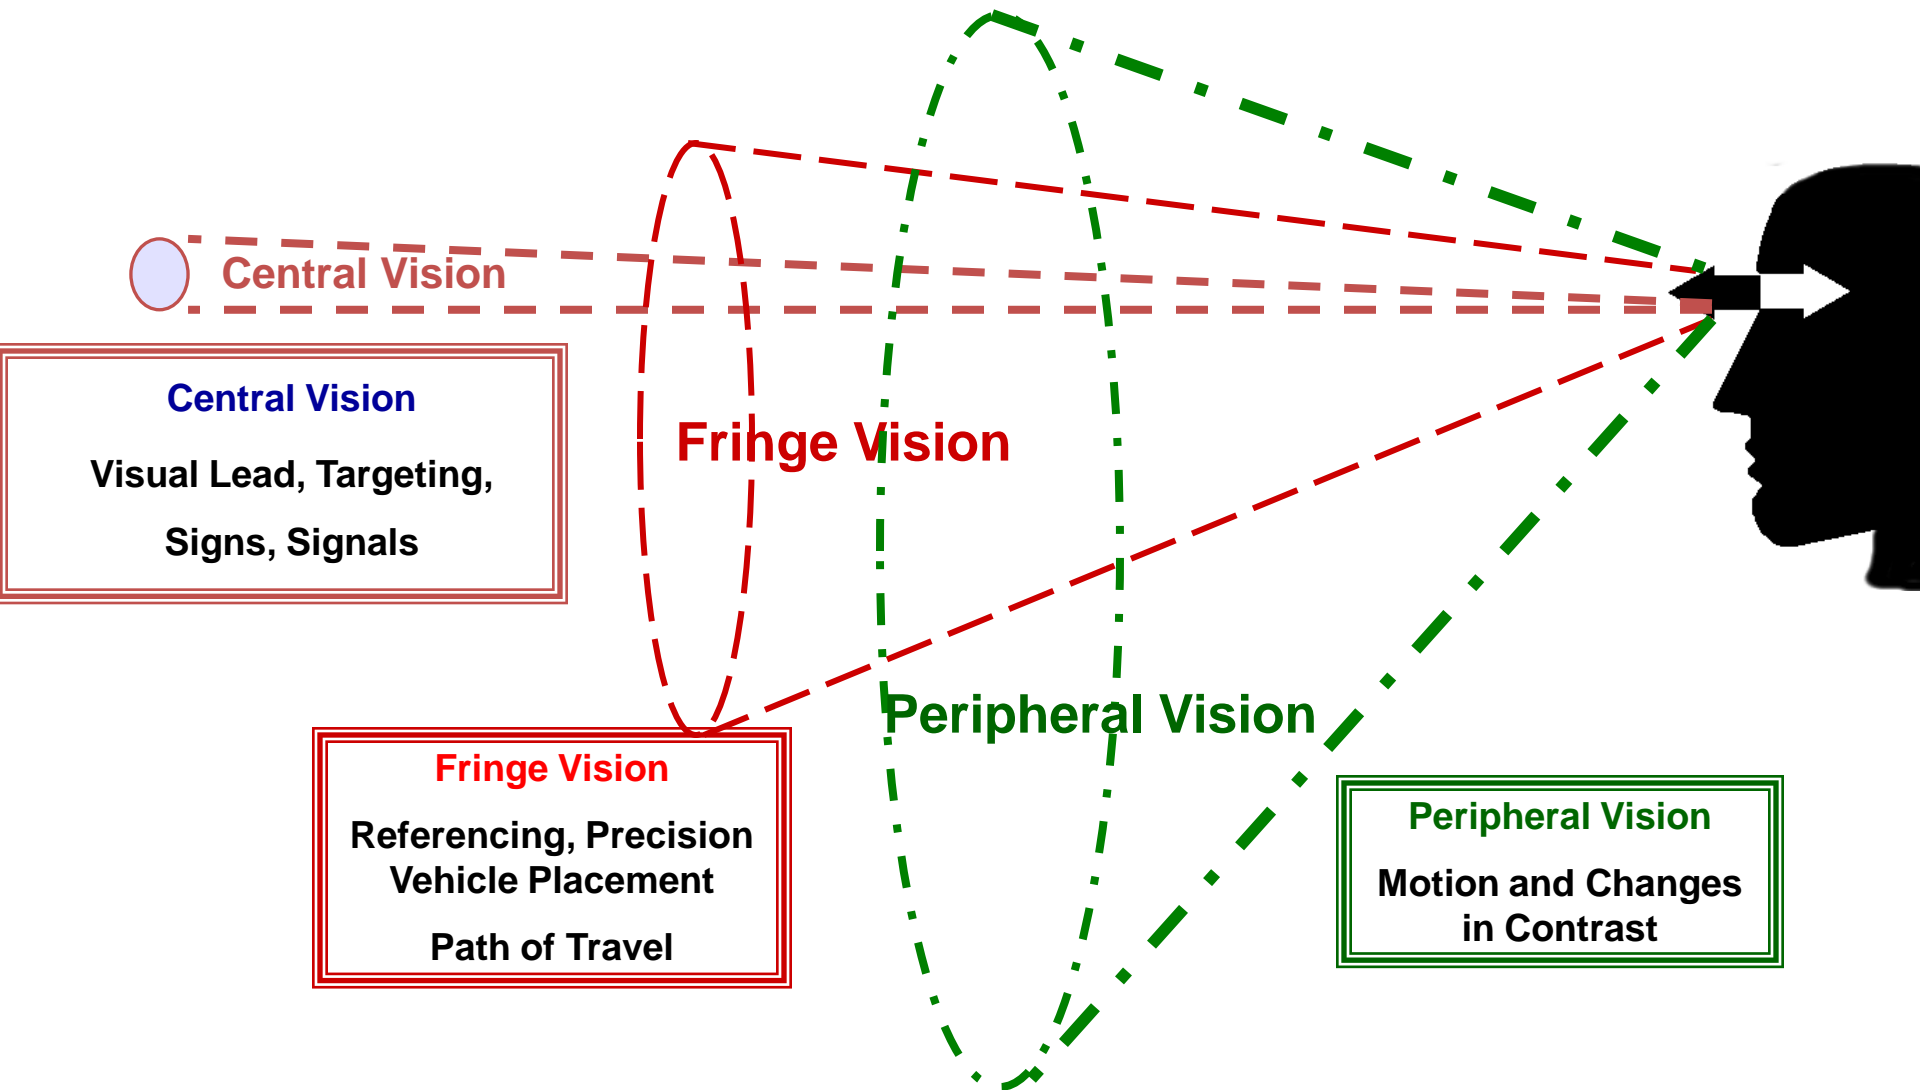 Central Vision
Central Vision
Visual Lead, Targeting,
Signs, Signals
Fringe Vision
Peripheral Vision
Fringe Vision
Referencing, Precision
Vehicle Placement
Path of Travel
Peripheral Vision
Motion and Changes
in Contrast